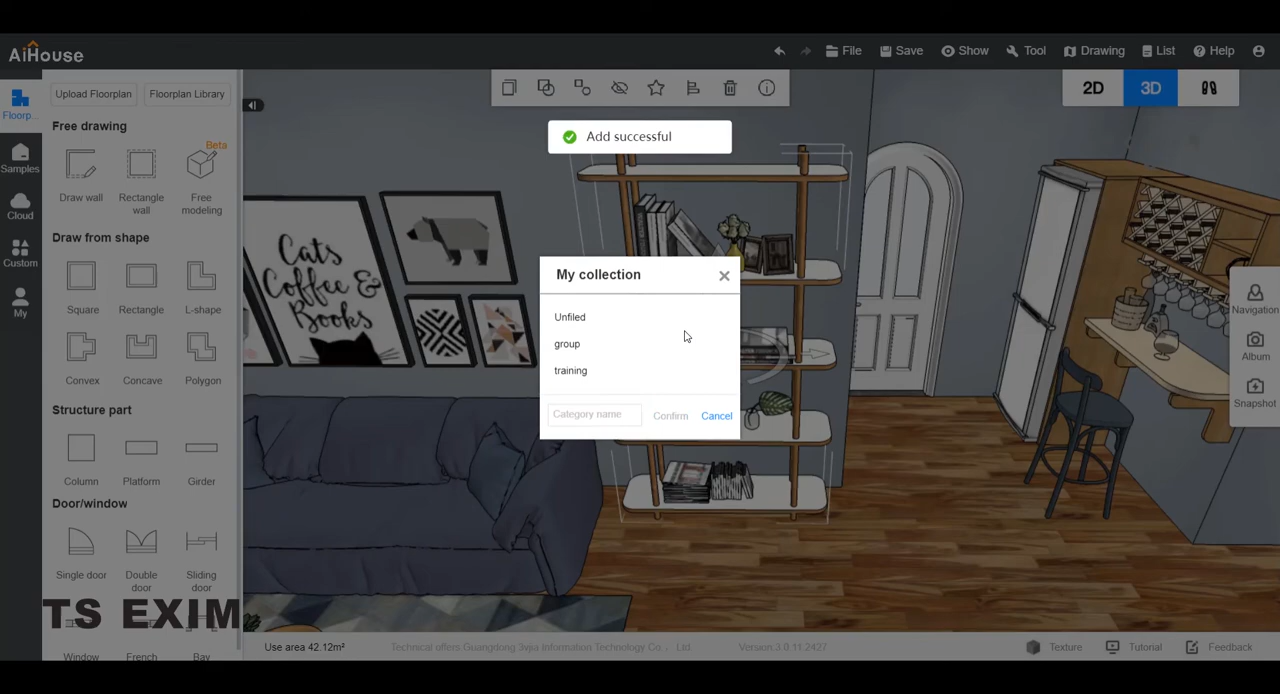 AiHouse
File
Save
Show
Tool
Drawing
List
Help
Upload Floorplan
Floorplan Library
2D
3D
Floorp...
Samples
Cloud
Custom
My
Free drawing
Beta
Draw wall
Rectangle wall
Free modeling
Draw from shape
Square
Rectangle
L-shape
Convex
Concave
Polygon
Structure part
Column
Platform
Girder
Door/window
Single door
Double door
Sliding door
TS EXIM
Window
French
Bay
Add successful
Cats
Coffee &
Books
My collection
Unfiled
group
training
Category name
Confirm
Cancel
Navigation
Album
Snapshot
Use area 42.12m²
Technical offers Guangdong 3vjia Information Technology Co., Ltd.
Version 3.0.11.2427
Texture
Tutorial
Feedback